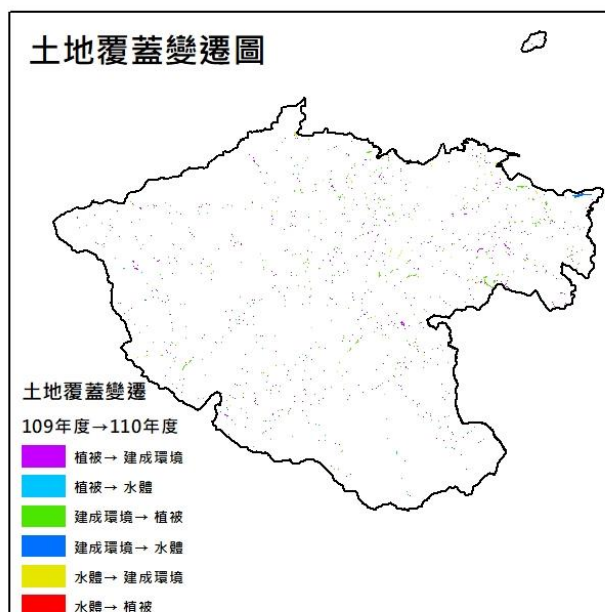 土地覆蓋變遷圖
土地覆蓋變遷
109年度→110年度
植被→ 建成環境
植被→ 水體
建成環境→ 植被
建成環境→ 水體
水體→ 建成環境
水體→ 植被